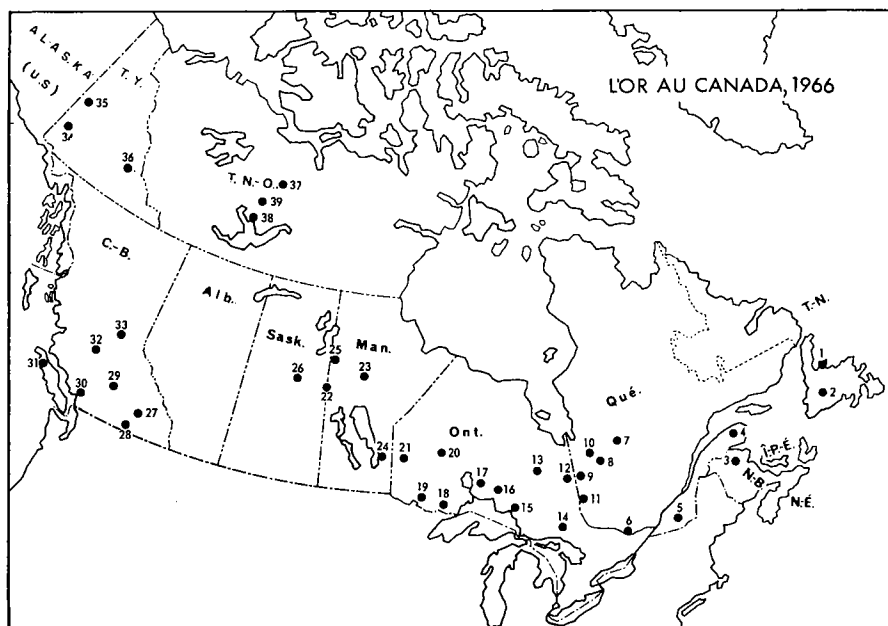 L'OR AU CANADA, 1966
ALASKA
(U.S)
T.Y.
35
34
36
T. N.-O.
37
39
38
C.-B.
Alb.
Sask.
Man.
T.-N.
33
32
31
30
29
27
28
26
25
22
23
24
21
Ont.
20
19
18
17
16
15
13
14
12
Qué.
10
7
8
9
11
6
5
4
3
1
2
Î.P.-É.
N.-B.
N.-É.